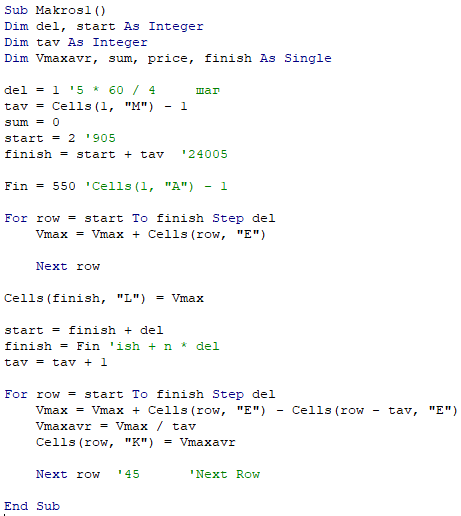 Sub Makros1()
Dim del, start As Integer
Dim tav As Integer
Dim Vmaxavr, sum, price, finish As Single
del = 1 '5 * 60 / 4     шаг
tav = Cells(1, "M") - 1
sum = 0
start = 2 '905
finish = start + tav  '24005
Fin = 550 'Cells(1, "A") - 1
For row = start To finish Step del
Vmax = Vmax + Cells(row, "E")
Next row
Cells(finish, "L") = Vmax
start = finish + del
finish = Fin 'ish + n * del
tav = tav + 1
For row = start To finish Step del
Vmax = Vmax + Cells(row, "E") - Cells(row - tav, "E")
Vmaxavr = Vmax / tav
Cells(row, "K") = Vmaxavr
Next row  '45      'Next Row
End Sub